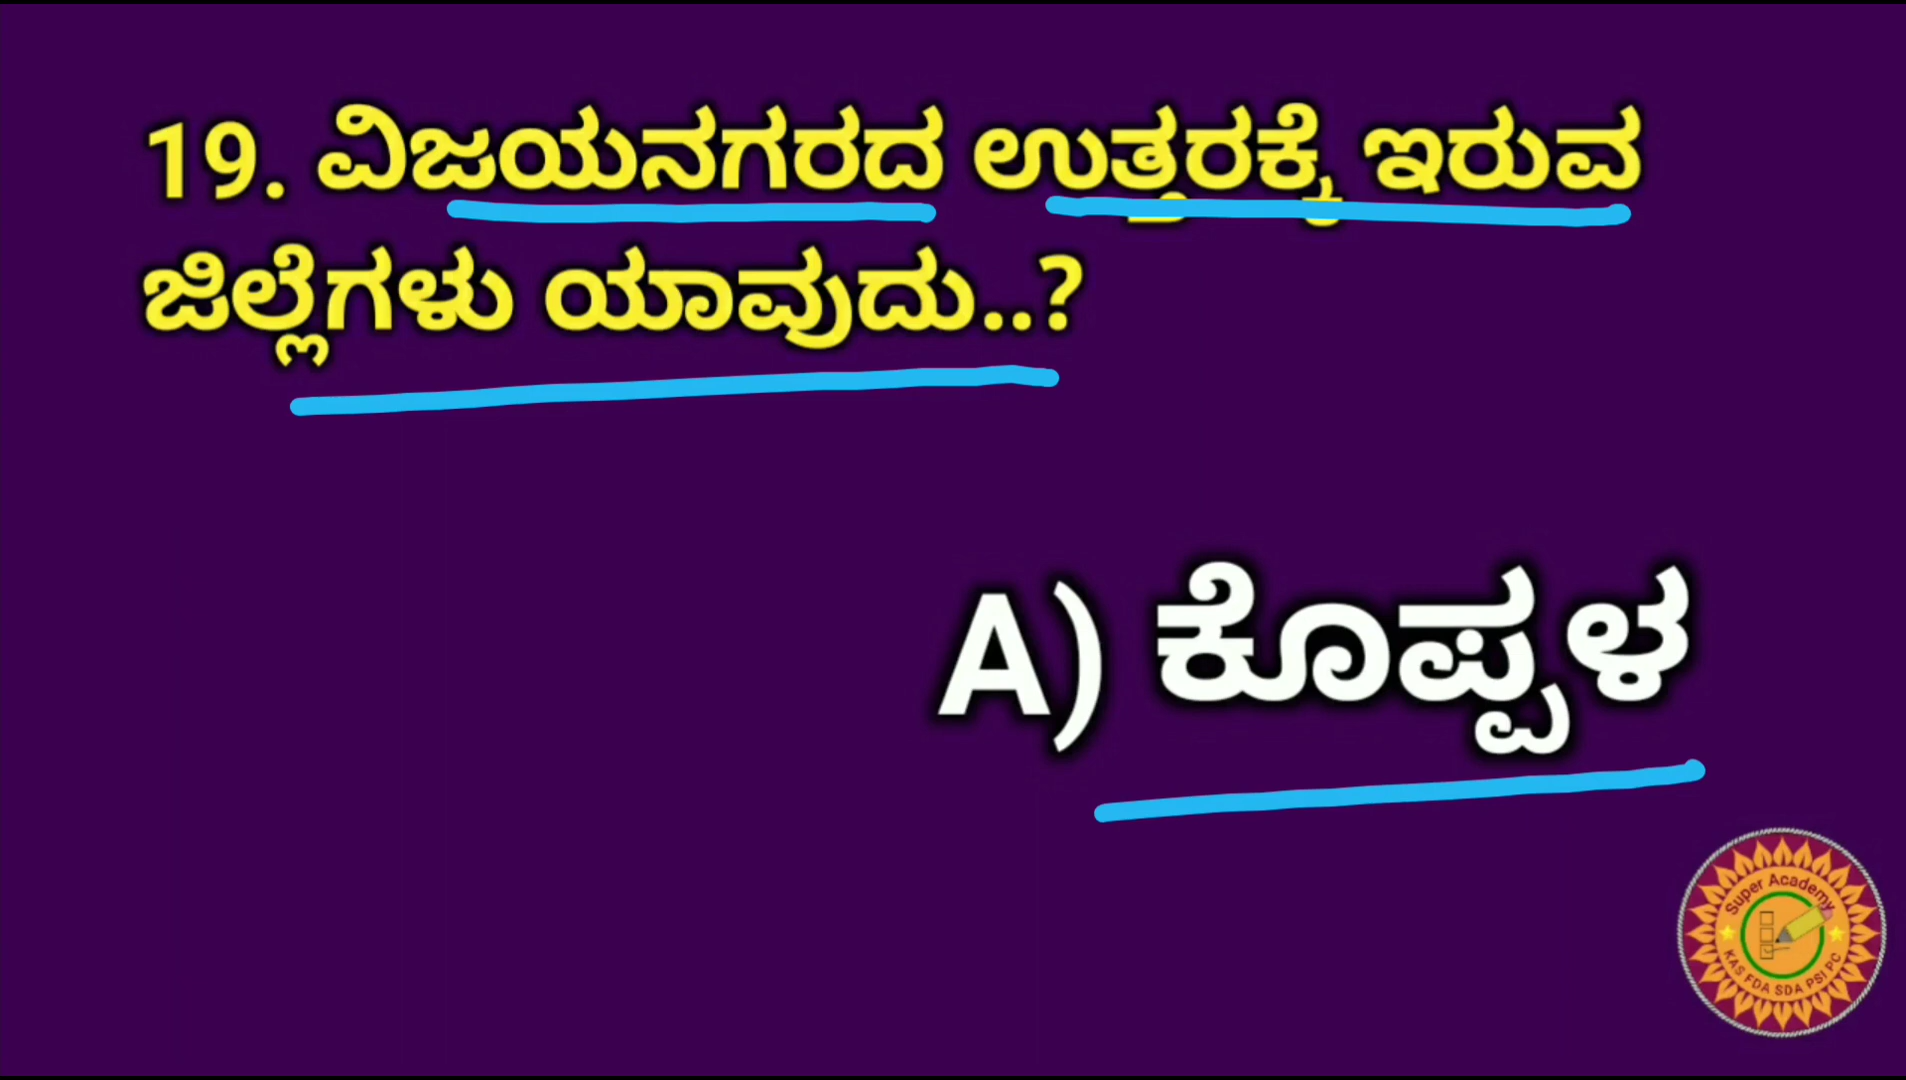 19. ವಿಜಯನಗರದ ಉತ್ತರಕ್ಕೆ ಇರುವ
ಜಿಲ್ಲೆಗಳು ಯಾವುದು..?
A) ಕೊಪ್ಪಳ
Super Academy
KAS FDA SDA PSI PC